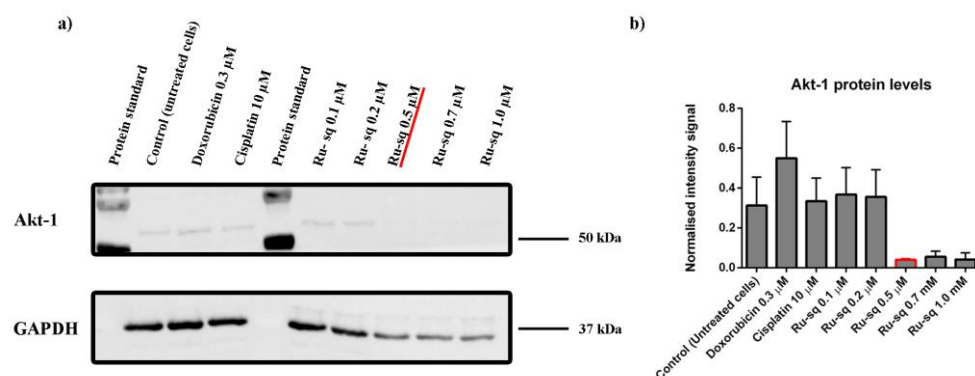 a)
Protein standard
Control (untreated cells)
Doxorubicin 0.3 µM
Cisplatin 10 µM
Protein standard
Ru- sq 0.1 µM
Ru- sq 0.2 µM
Ru-sq 0.5 µM
Ru-sq 0.7 µM
Ru-sq 1.0 µM
Akt-1
50 kDa
GAPDH
37 kDa
b)
Akt-1 protein levels
Normalised intensity signal
0.8
0.6
0.4
0.2
0.0
Control (Untreated cells)
Doxorubicin 0.3 µM
Cisplatin 10 µM
Ru-sq 0.1 µM
Ru-sq 0.2 µM
Ru-sq 0.5 µM
Ru-sq 0.7 mM
Ru-sq 1.0 mM